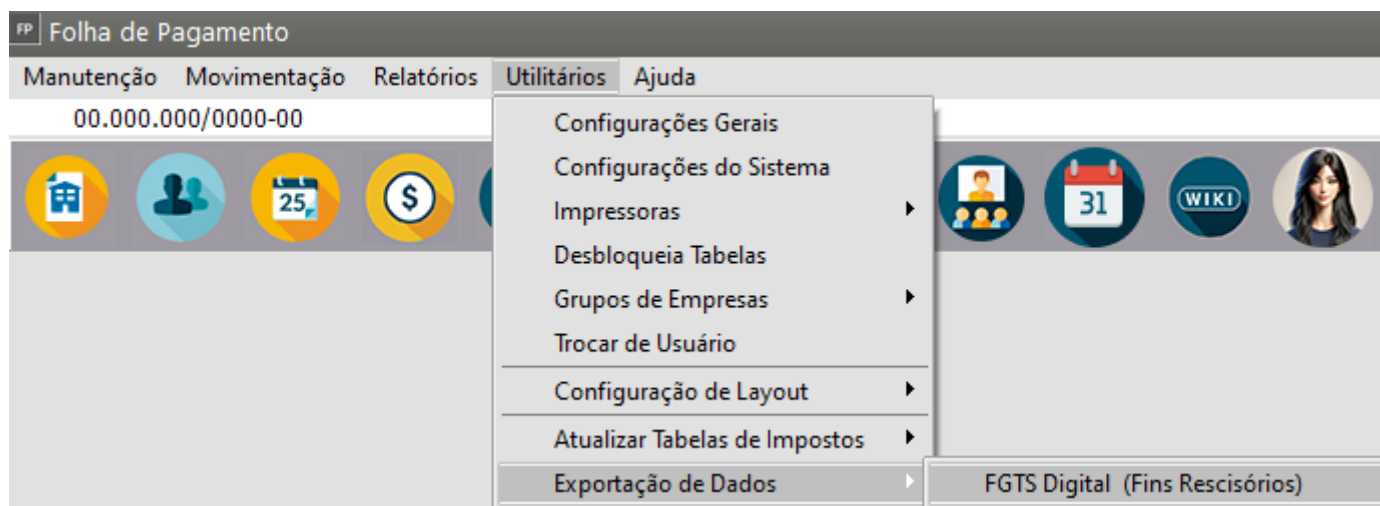 FP Folha de Pagamento
Manutenção Movimentação Relatórios Utilitários Ajuda
00.000.000/0000-00
25
$
31
WIKI
Configurações Gerais
Configurações do Sistema
Impressoras
Desbloqueia Tabelas
Grupos de Empresas
Trocar de Usuário
Configuração de Layout
Atualizar Tabelas de Impostos
Exportação de Dados
FGTS Digital (Fins Rescisórios)